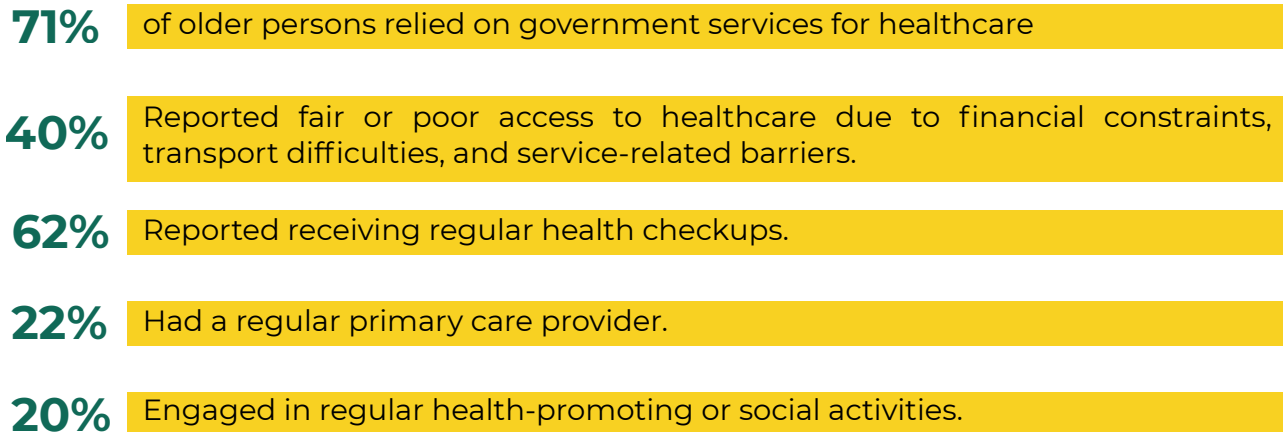 71% of older persons relied on government services for healthcare
40% Reported fair or poor access to healthcare due to financial constraints,
transport difficulties, and service-related barriers.
62% Reported receiving regular health checkups.
22% Had a regular primary care provider.
20% Engaged in regular health-promoting or social activities.